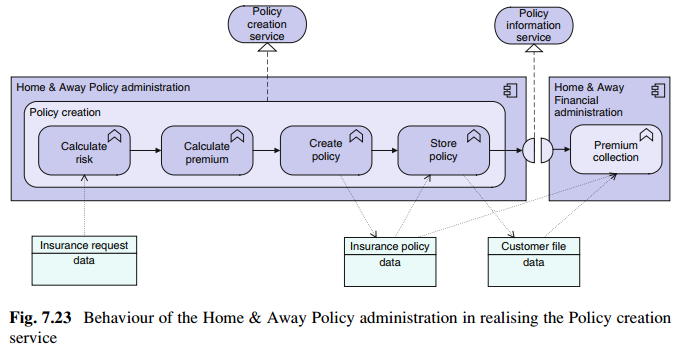 Policy
creation
service
Policy
information
service
Home & Away Policy administration
Home & Away
Financial
administration
Policy creation
Calculate
risk
Calculate
premium
Create
policy
Store
policy
Premium
collection
Insurance request
data
Insurance policy
data
Customer file
data
Fig. 7.23 Behaviour of the Home & Away Policy administration in realising the Policy creation
service